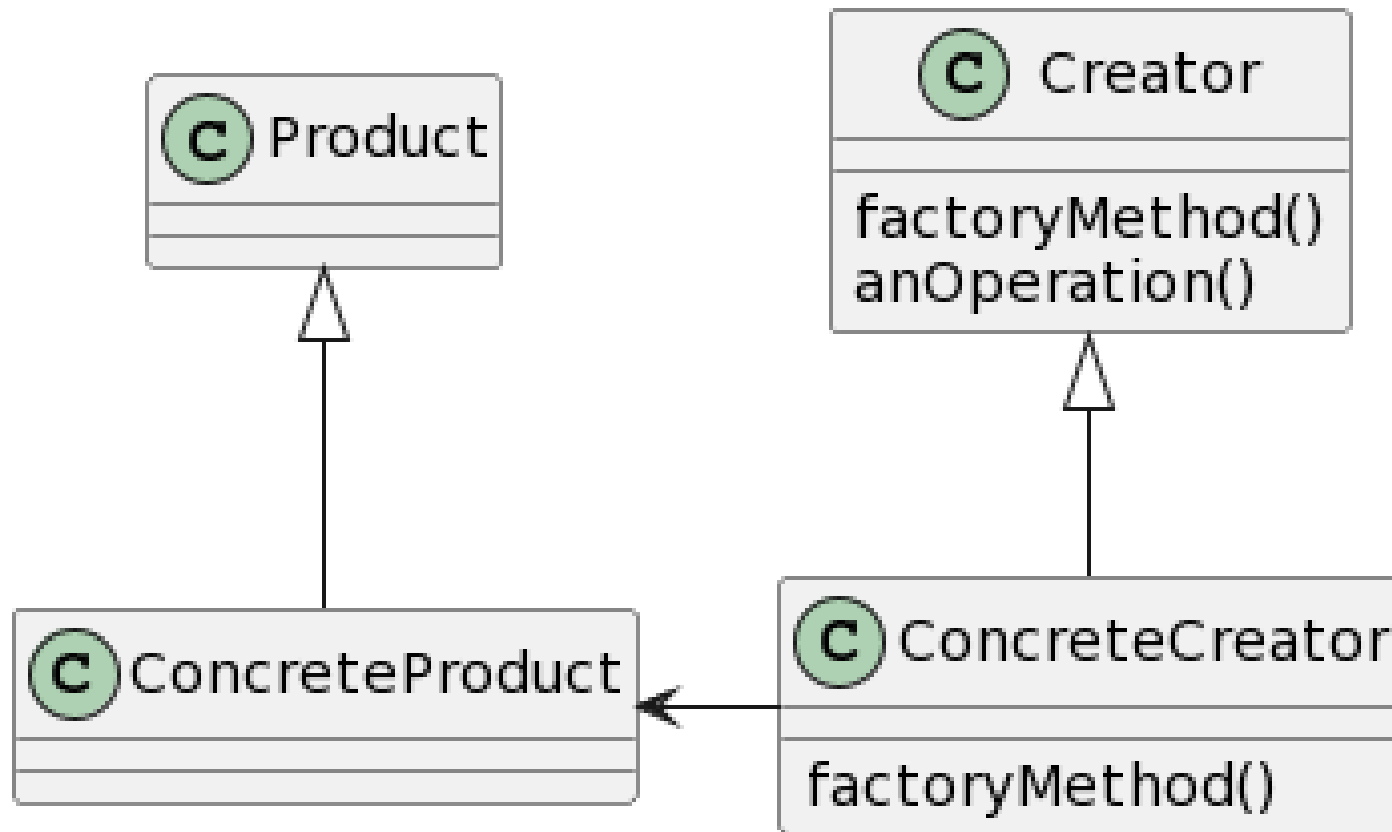 C Product
C Creator
factoryMethod()
anOperation()
C ConcreteProduct
C ConcreteCreator
factoryMethod()